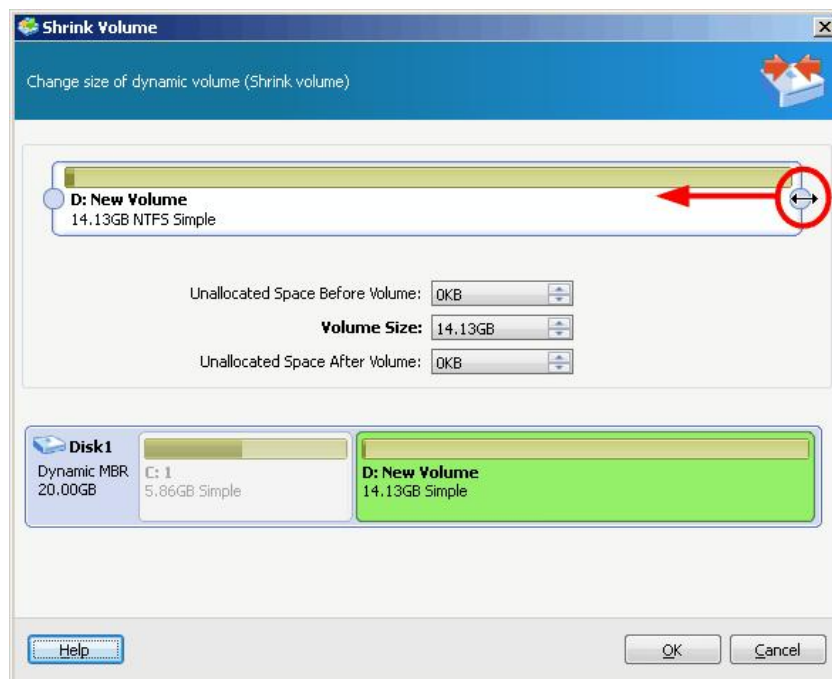 Shrink Volume
Change size of dynamic volume (Shrink volume)
D: New Volume
14.13GB NTFS Simple
Unallocated Space Before Volume: 0KB
Volume Size: 14.13GB
Unallocated Space After Volume: 0KB
Disk1
Dynamic MBR
20.00GB
C: 1
5.86GB Simple
D: New Volume
14.13GB Simple
Help
OK
Cancel